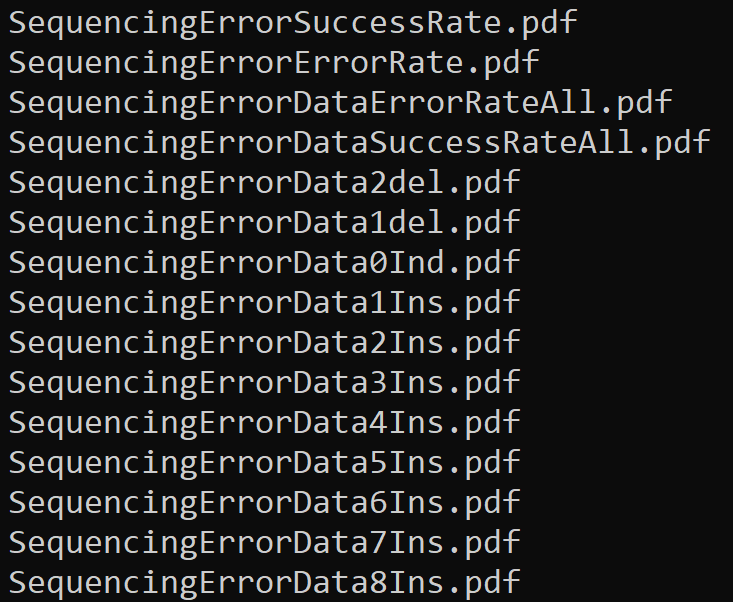 SequencingErrorSuccessRate.pdf
SequencingErrorErrorRate.pdf
SequencingErrorDataErrorRateAll.pdf
SequencingErrorDataSuccessRateAll.pdf
SequencingErrorData2del.pdf
SequencingErrorData1del.pdf
SequencingErrorData0Ind.pdf
SequencingErrorData1Ins.pdf
SequencingErrorData2Ins.pdf
SequencingErrorData3Ins.pdf
SequencingErrorData4Ins.pdf
SequencingErrorData5Ins.pdf
SequencingErrorData6Ins.pdf
SequencingErrorData7Ins.pdf
SequencingErrorData8Ins.pdf